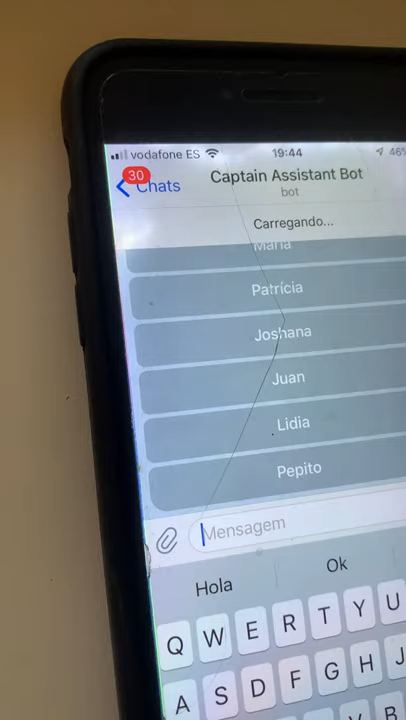 vodafone ES 19:44 46%
30
Chats
Captain Assistant Bot
bot
Carregando...
Maria
Patrícia
Joshana
Juan
Lidia
Pepito
Mensagem
Hola Ok
Q W E R T Y U
A S D F G H J